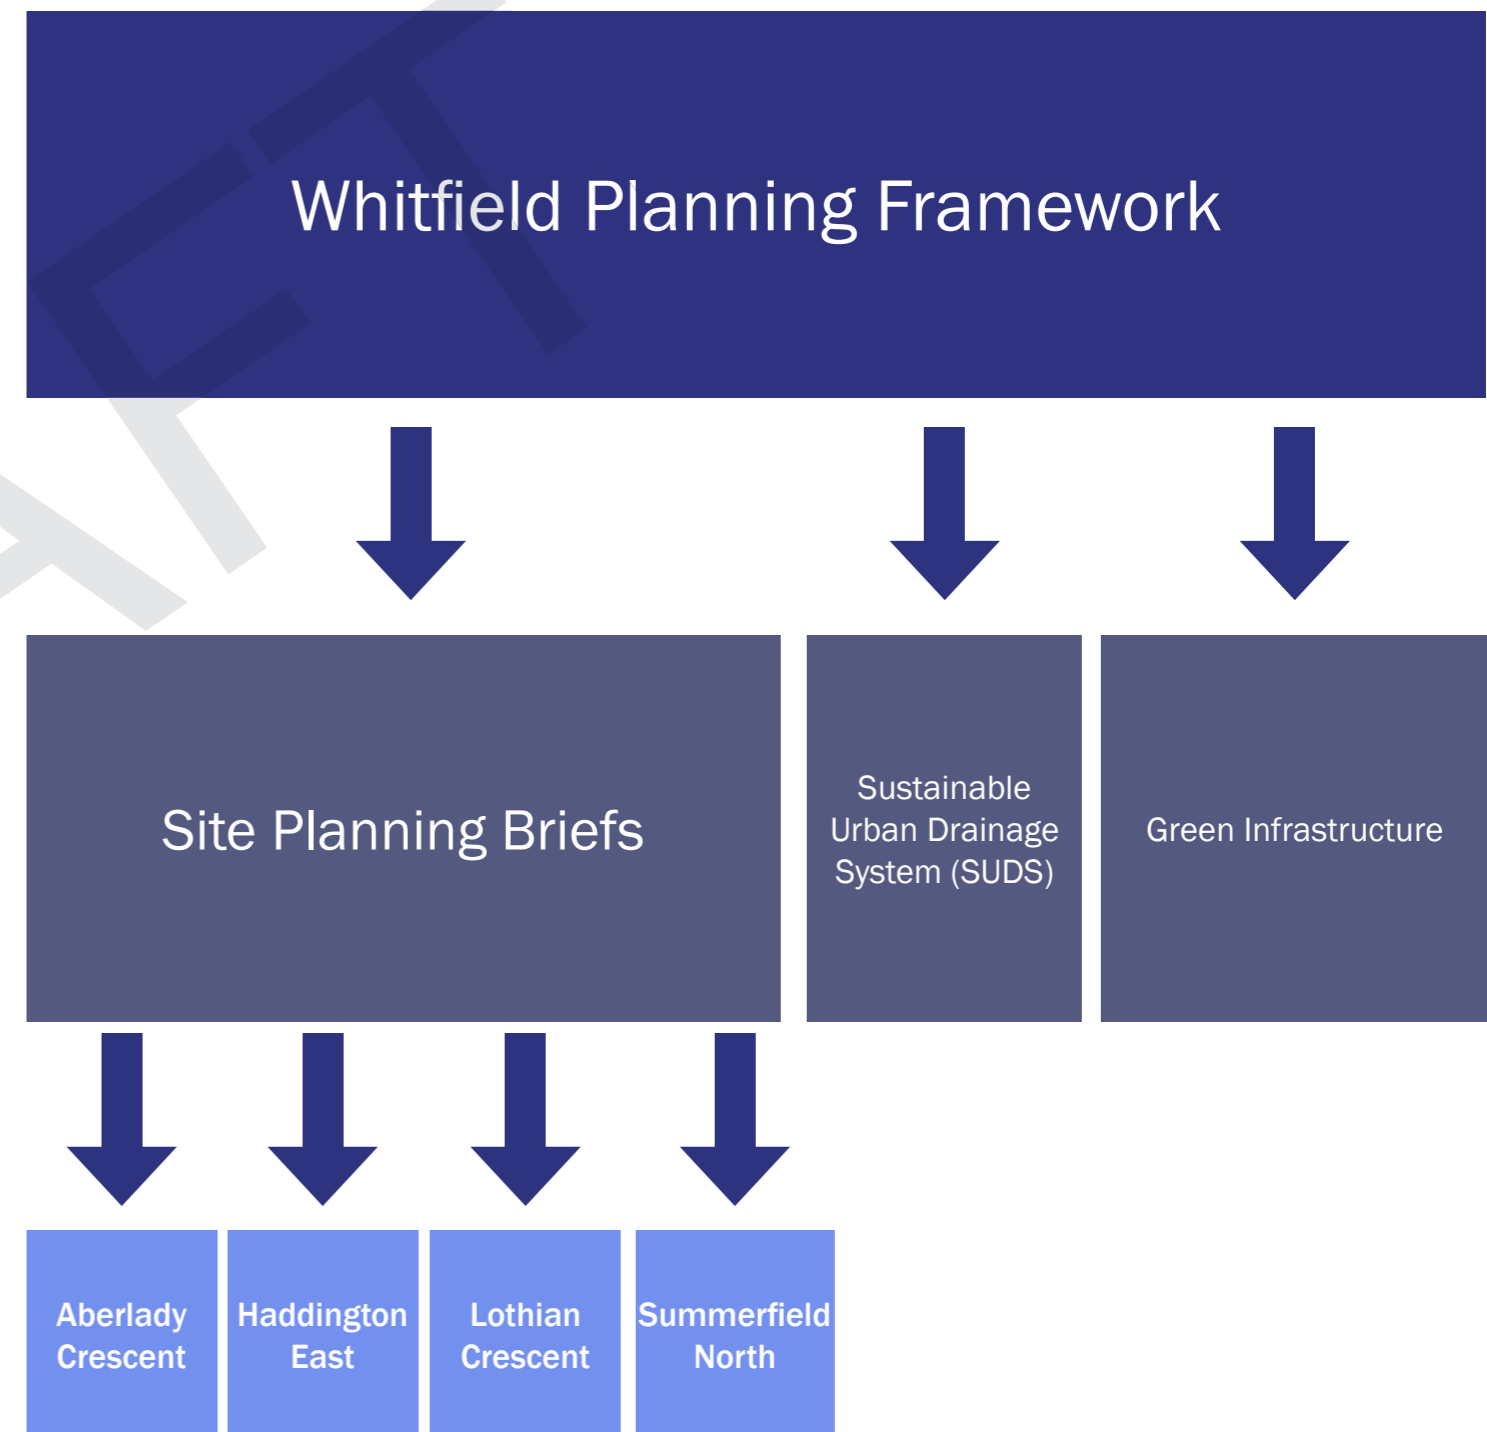 Whitfield Planning Framework
Site Planning Briefs
Sustainable
Urban Drainage
System (SUDS)
Green Infrastructure
Aberlady
Crescent
Haddington
East
Lothian
Crescent
Summerfield
North